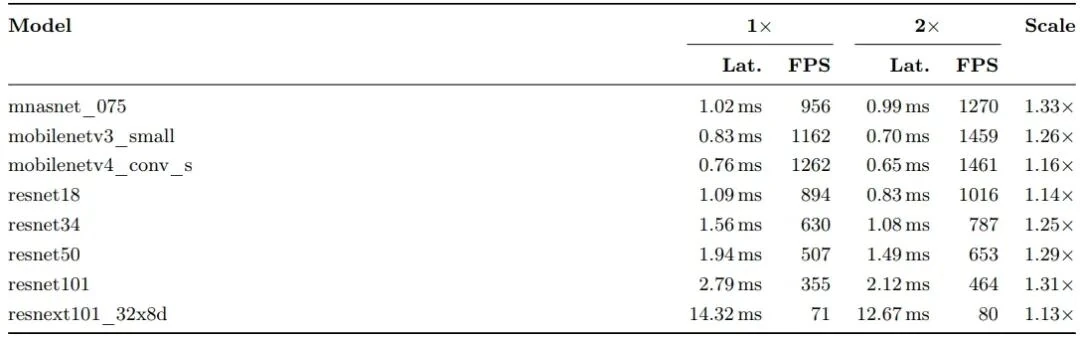 Model 1× 2× Scale
Lat. FPS Lat. FPS
mnasnet_075 1.02 ms 956 0.99 ms 1270 1.33×
mobilenetv3_small 0.83 ms 1162 0.70 ms 1459 1.26×
mobilenetv4_conv_s 0.76 ms 1262 0.65 ms 1461 1.16×
resnet18 1.09 ms 894 0.83 ms 1016 1.14×
resnet34 1.56 ms 630 1.08 ms 787 1.25×
resnet50 1.94 ms 507 1.49 ms 653 1.29×
resnet101 2.79 ms 355 2.12 ms 464 1.31×
resnext101_32x8d 14.32 ms 71 12.67 ms 80 1.13×